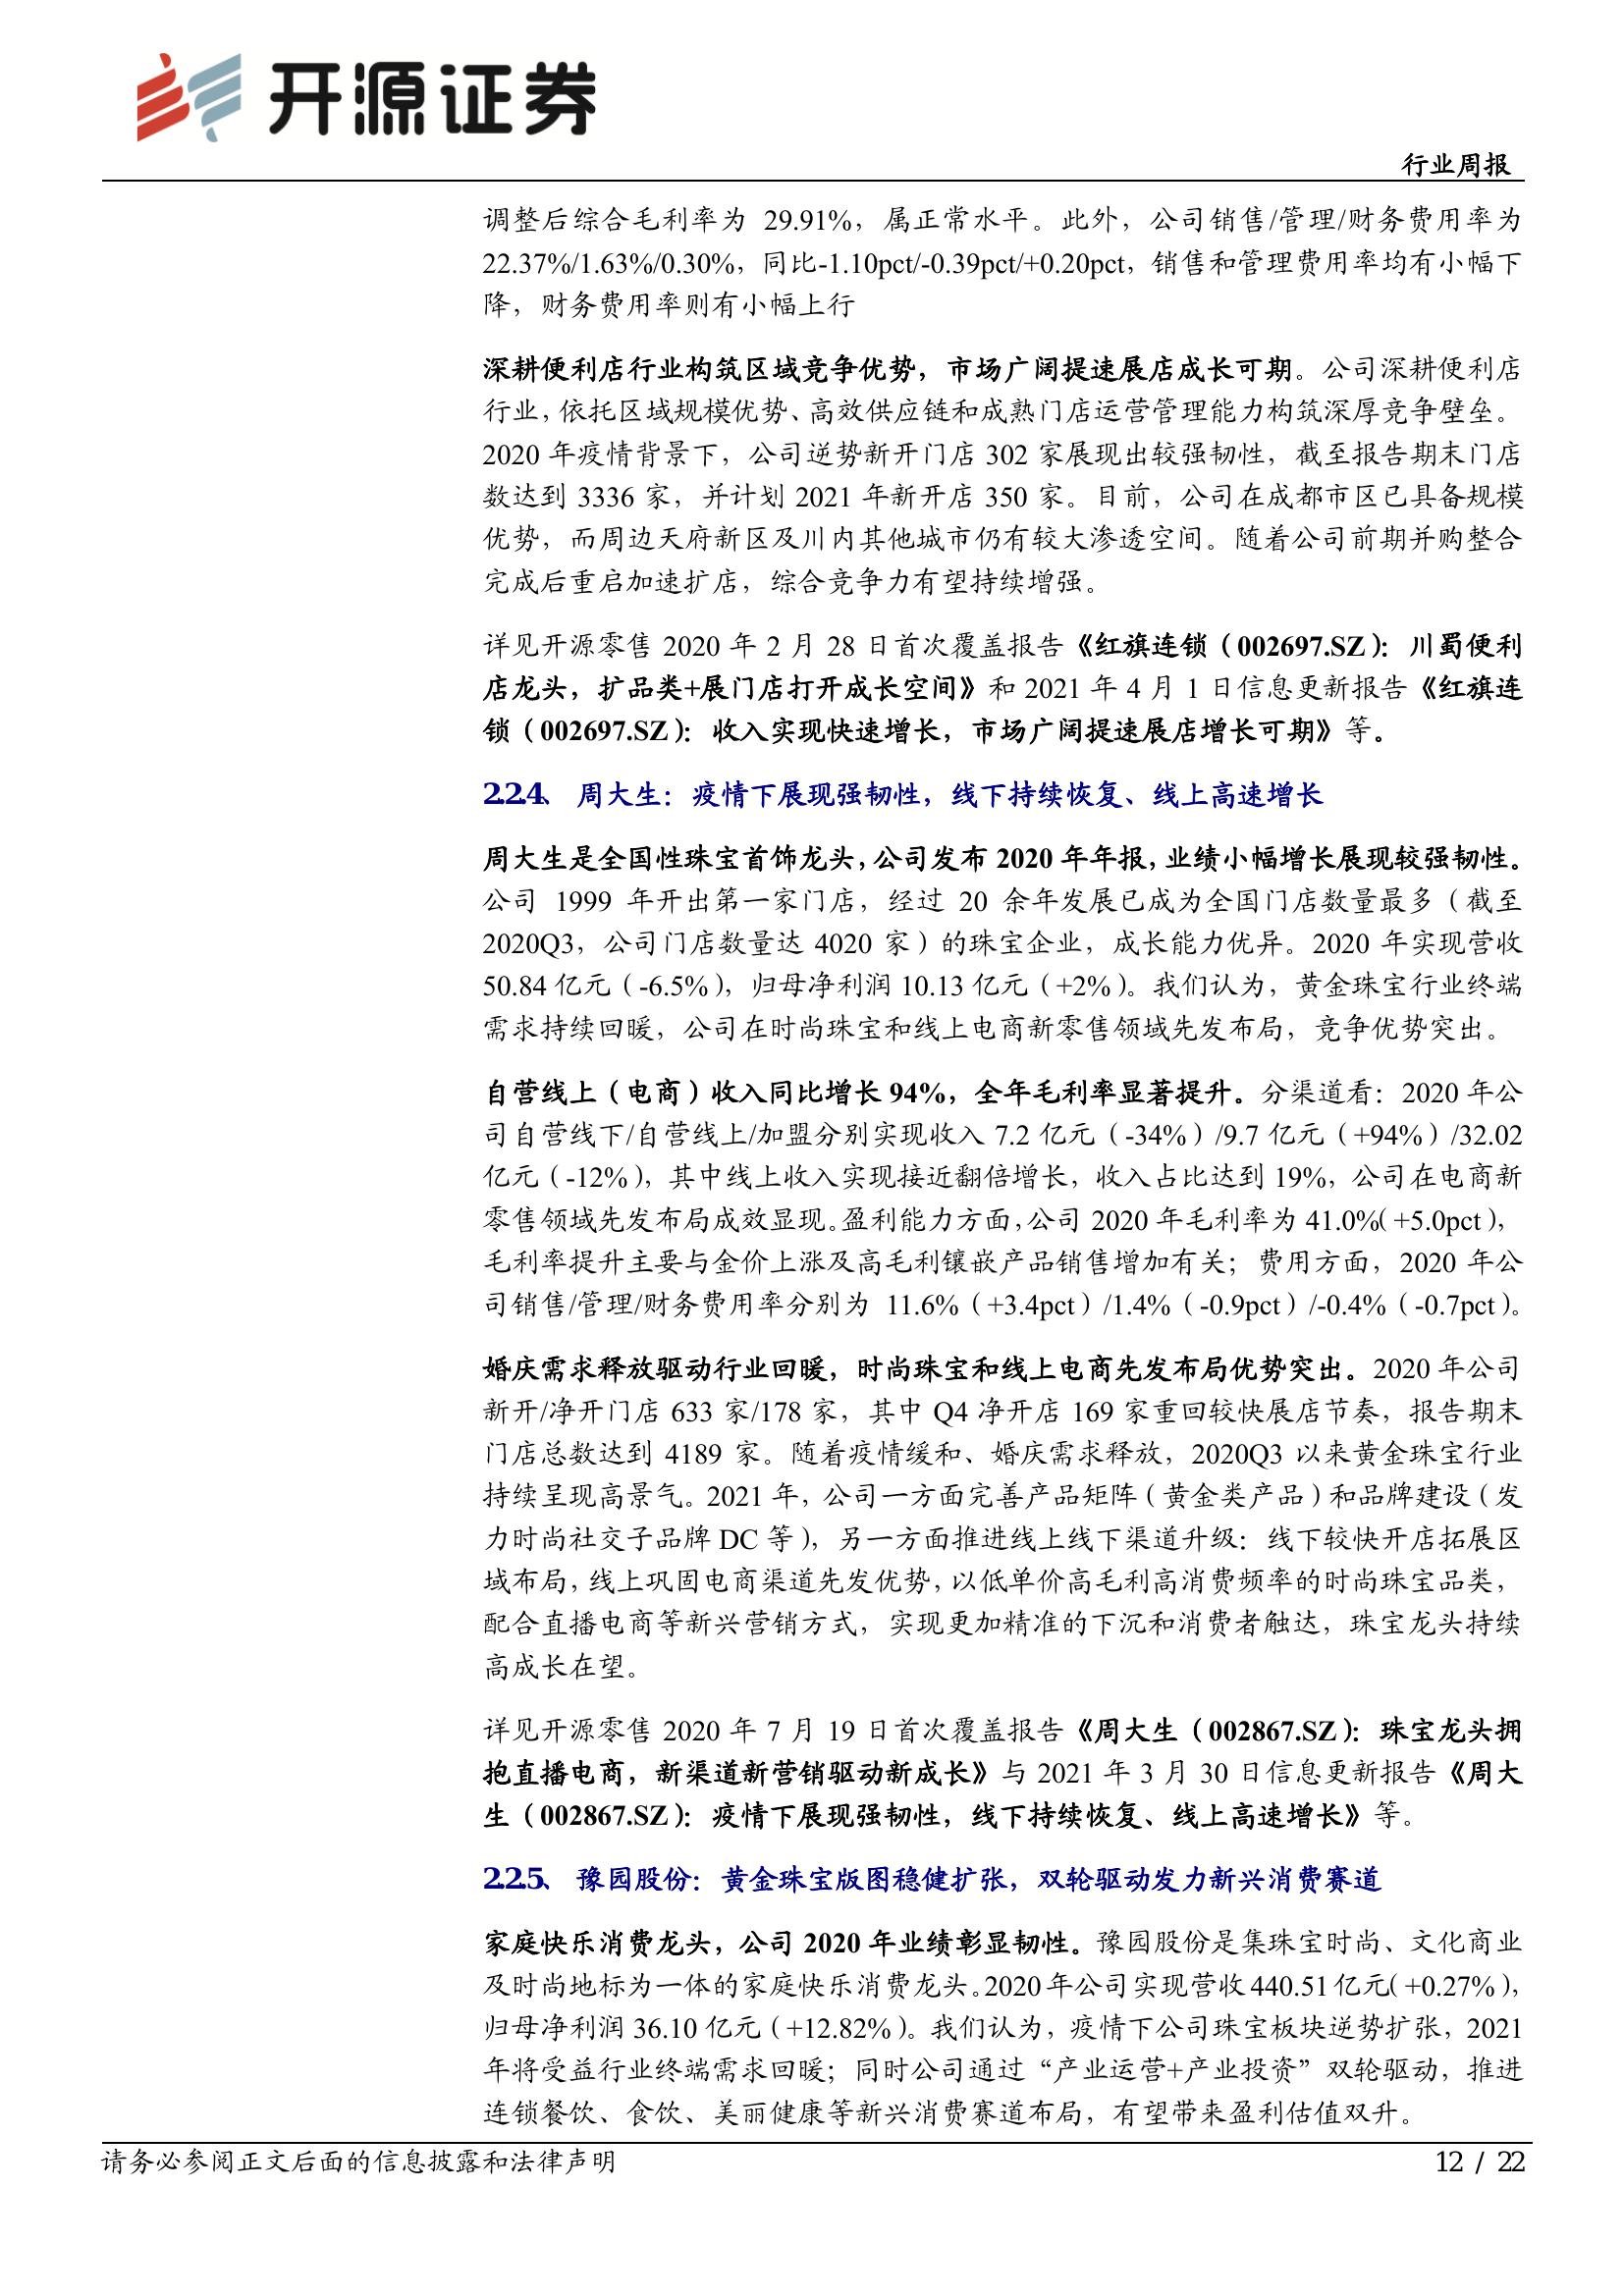 开源证券
行业周报
调整后综合毛利率为 29.91%，属正常水平。此外，公司销售/管理/财务费用率为
22.37%/1.63%/0.30%，同比-1.10pct/-0.39pct/+0.20pct，销售和管理费用率均有小幅下
降，财务费用率则有小幅上行
深耕便利店行业构筑区域竞争优势，市场广阔提速展店成长可期。公司深耕便利店
行业，依托区域规模优势、高效供应链和成熟门店运营管理能力构筑深厚竞争壁垒。
2020 年疫情背景下，公司逆势新开门店 302 家展现出较强韧性，截至报告期末门店
数达到 3336 家，并计划 2021 年新开店 350 家。目前，公司在成都市区已具备规模
优势，而周边天府新区及川内其他城市仍有较大渗透空间。随着公司前期并购整合
完成后重启加速扩店，综合竞争力有望持续增强。
详见开源零售 2020 年 2 月 28 日首次覆盖报告《红旗连锁（002697.SZ）：川蜀便利
店龙头，扩品类+展门店打开成长空间》和 2021 年 4 月 1 日信息更新报告《红旗连
锁（002697.SZ）：收入实现快速增长，市场广阔提速展店增长可期》等。
2.2.4、 周大生：疫情下展现强韧性，线下持续恢复、线上高速增长
周大生是全国性珠宝首饰龙头，公司发布 2020 年年报，业绩小幅增长展现较强韧性。
公司 1999 年开出第一家门店，经过 20 余年发展已成为全国门店数量最多（截至
2020Q3，公司门店数量达 4020 家）的珠宝企业，成长能力优异。2020 年实现营收
50.84 亿元（-6.5%），归母净利润 10.13 亿元（+2%）。我们认为，黄金珠宝行业终端
需求持续回暖，公司在时尚珠宝和线上电商新零售领域先发布局，竞争优势突出。
自营线上（电商）收入同比增长 94%，全年毛利率显著提升。分渠道看：2020 年公
司自营线下/自营线上/加盟分别实现收入 7.2 亿元（-34%）/9.7 亿元（+94%）/32.02
亿元（-12%），其中线上收入实现接近翻倍增长，收入占比达到 19%，公司在电商新
零售领域先发布局成效显现。盈利能力方面，公司 2020 年毛利率为 41.0%（+5.0pct），
毛利率提升主要与金价上涨及高毛利镶嵌产品销售增加有关；费用方面，2020 年公
司销售/管理/财务费用率分别为 11.6%（+3.4pct）/1.4%（-0.9pct）/-0.4%（-0.7pct）。
婚庆需求释放驱动行业回暖，时尚珠宝和线上电商先发布局优势突出。2020 年公司
新开/净开门店 633 家/178 家，其中 Q4 净开店 169 家重回较快展店节奏，报告期末
门店总数达到 4189 家。随着疫情缓和、婚庆需求释放，2020Q3 以来黄金珠宝行业
持续呈现高景气。2021 年，公司一方面完善产品矩阵（黄金类产品）和品牌建设（发
力时尚社交子品牌 DC 等），另一方面推进线上线下渠道升级：线下较快开店拓展区
域布局，线上巩固电商渠道先发优势，以低单价高毛利高消费频率的时尚珠宝品类，
配合直播电商等新兴营销方式，实现更加精准的下沉和消费者触达，珠宝龙头持续
高成长在望。
详见开源零售 2020 年 7 月 19 日首次覆盖报告《周大生（002867.SZ）：珠宝龙头拥
抱直播电商，新渠道新营销驱动新成长》与 2021 年 3 月 30 日信息更新报告《周大
生（002867.SZ）：疫情下展现强韧性，线下持续恢复、线上高速增长》等。
2.2.5、 豫园股份：黄金珠宝版图稳健扩张，双轮驱动发力新兴消费赛道
家庭快乐消费龙头，公司 2020 年业绩彰显韧性。豫园股份是集珠宝时尚、文化商业
及时尚地标为一体的家庭快乐消费龙头。2020 年公司实现营收 440.51 亿元（+0.27%），
归母净利润 36.10 亿元（+12.82%）。我们认为，疫情下公司珠宝板块逆势扩张，2021
年将受益行业终端需求回暖；同时公司通过“产业运营+产业投资”双轮驱动，推进
连锁餐饮、食饮、美丽健康等新兴消费赛道布局，有望带来盈利估值双升。
请务必参阅正文后面的信息披露和法律声明
12 / 22